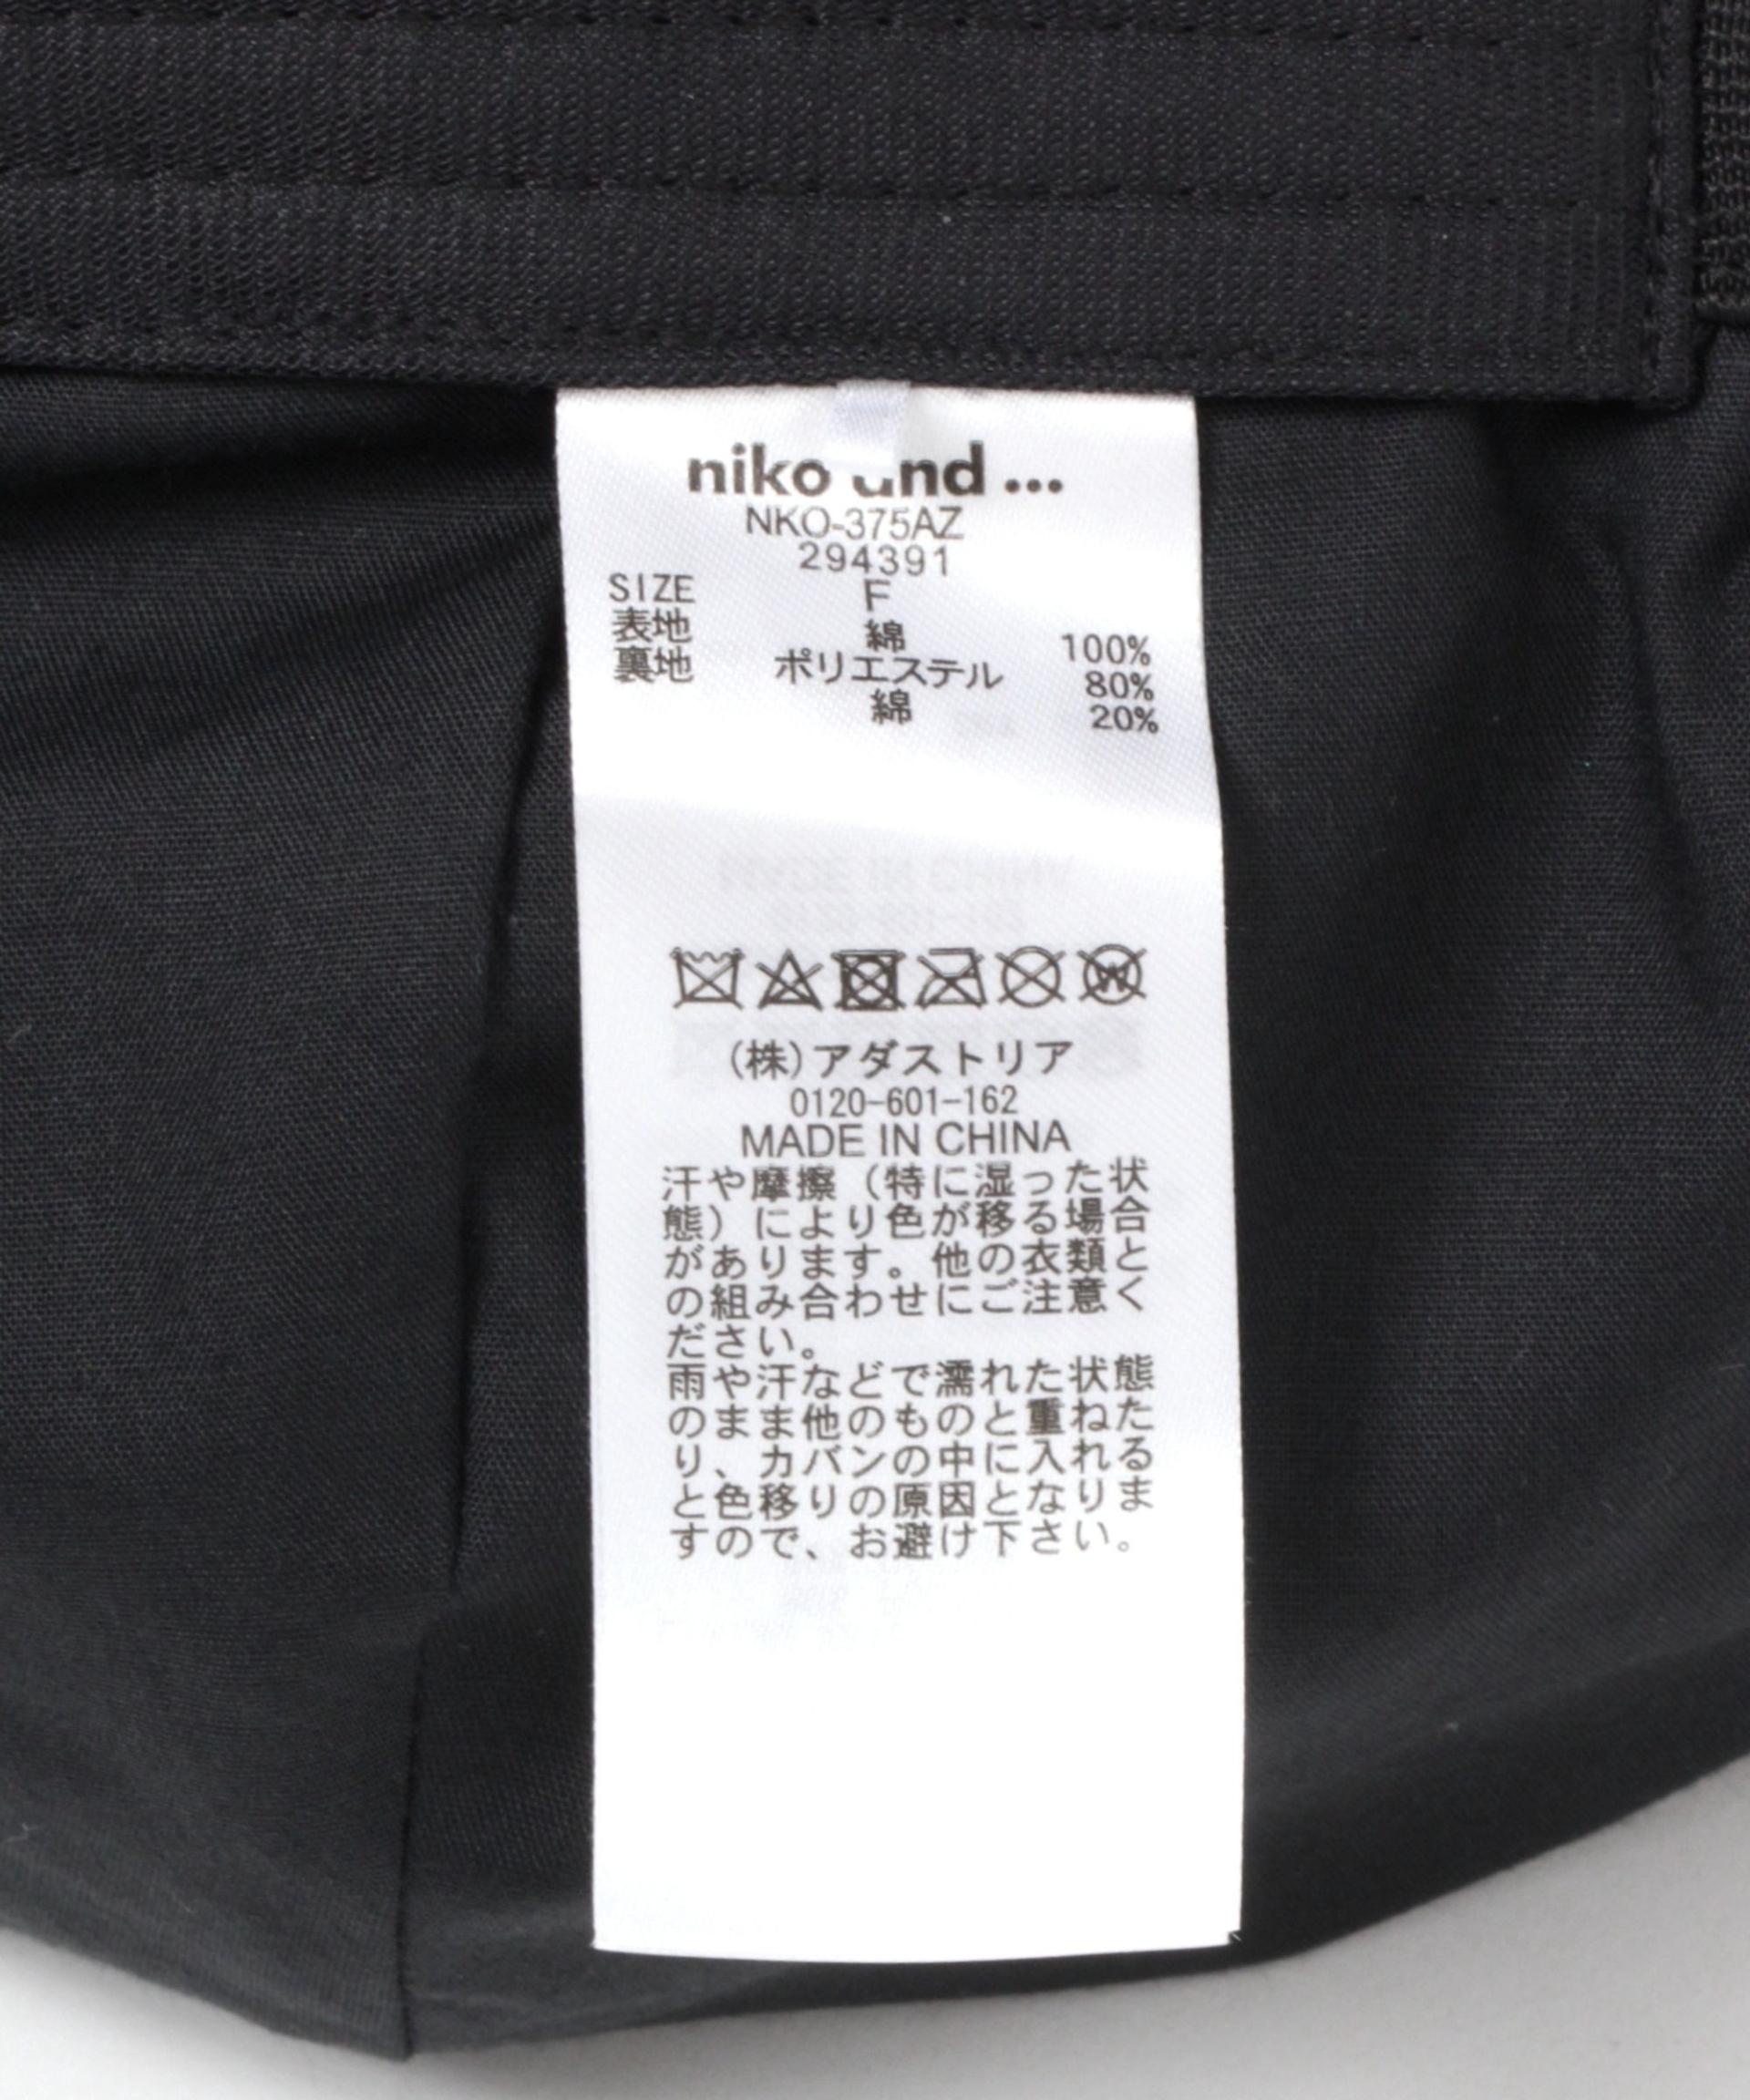 niko and ...
NKO-375AZ
294391
SIZE F
表地 綿 100%
裏地 ポリエステル 80%
綿 20%
(株)アダストリア
0120-601-162
MADE IN CHINA
汗や摩擦（特に湿った状
態）により色が移る場合
があります。他の衣類と
の組み合わせにご注意く
ださい。
雨や汗などで濡れた状態
のまま他のものと重ねた
り、カバンの中に入れる
と色移りの原因となりま
すので、お避け下さい。